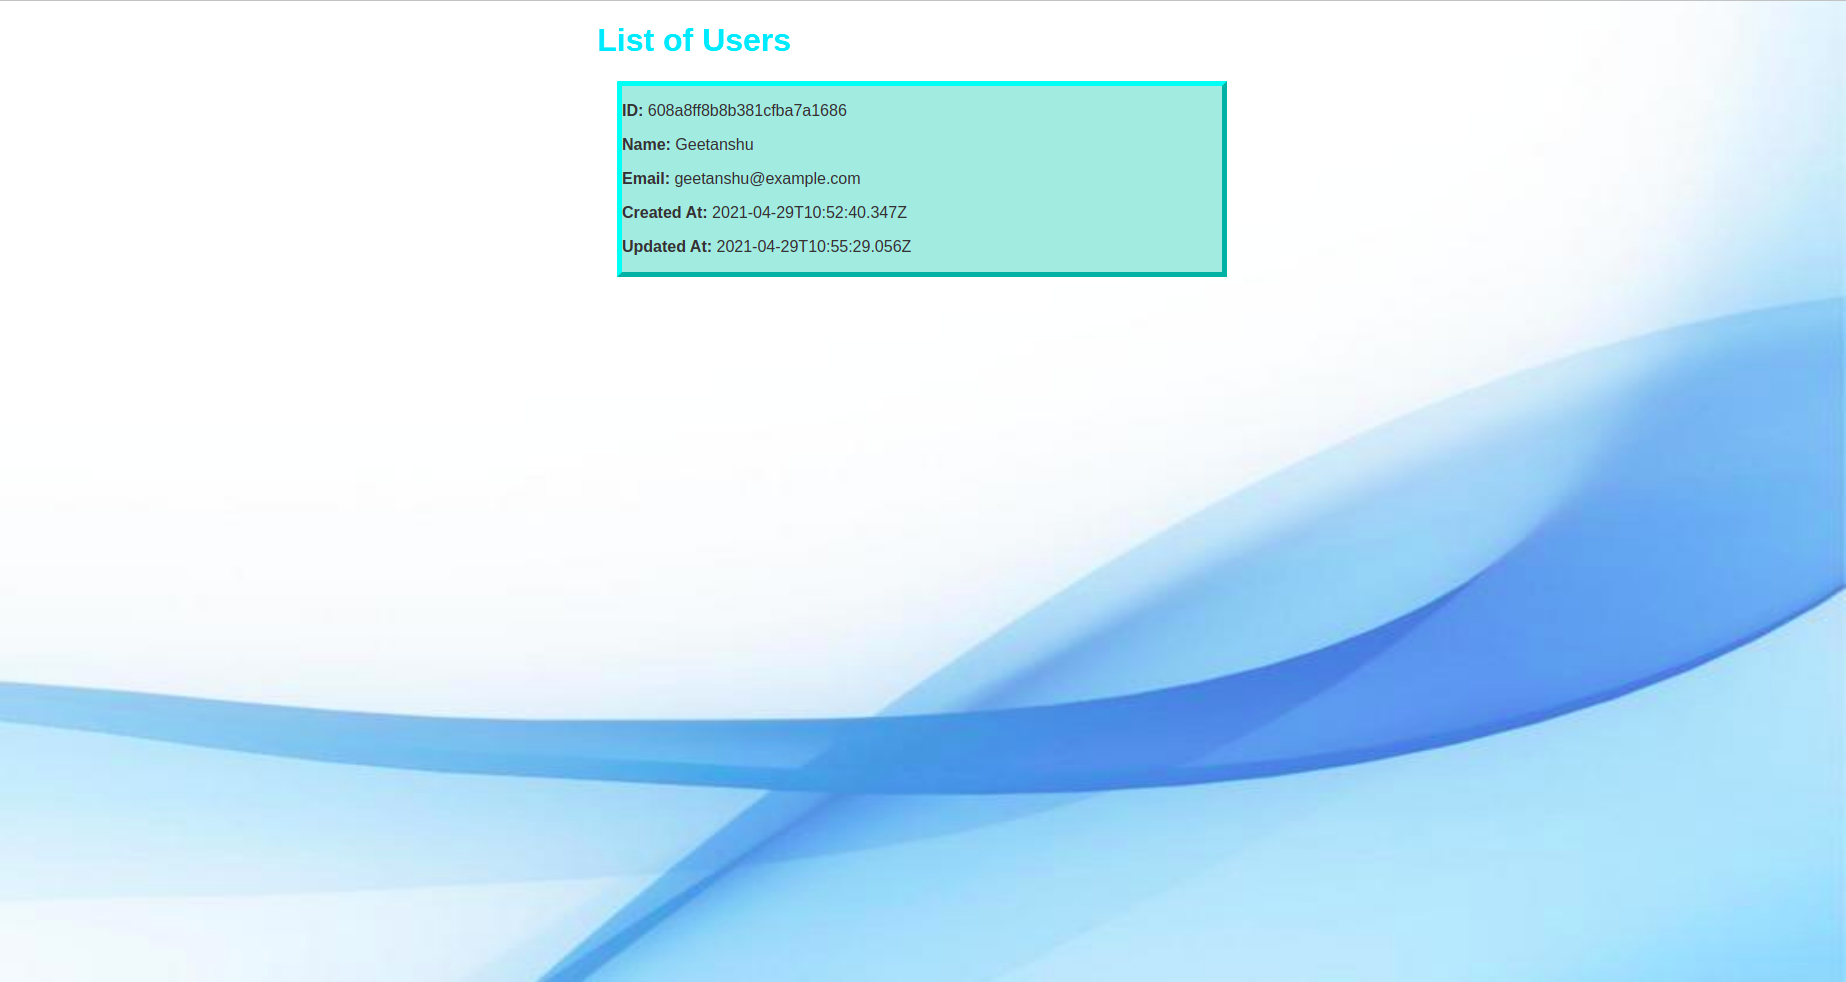 List of Users
ID: 608a8ff8b8b381cfba7a1686
Name: Geetanshu
Email: geetanshu@example.com
Created At: 2021-04-29T10:52:40.347Z
Updated At: 2021-04-29T10:55:29.056Z